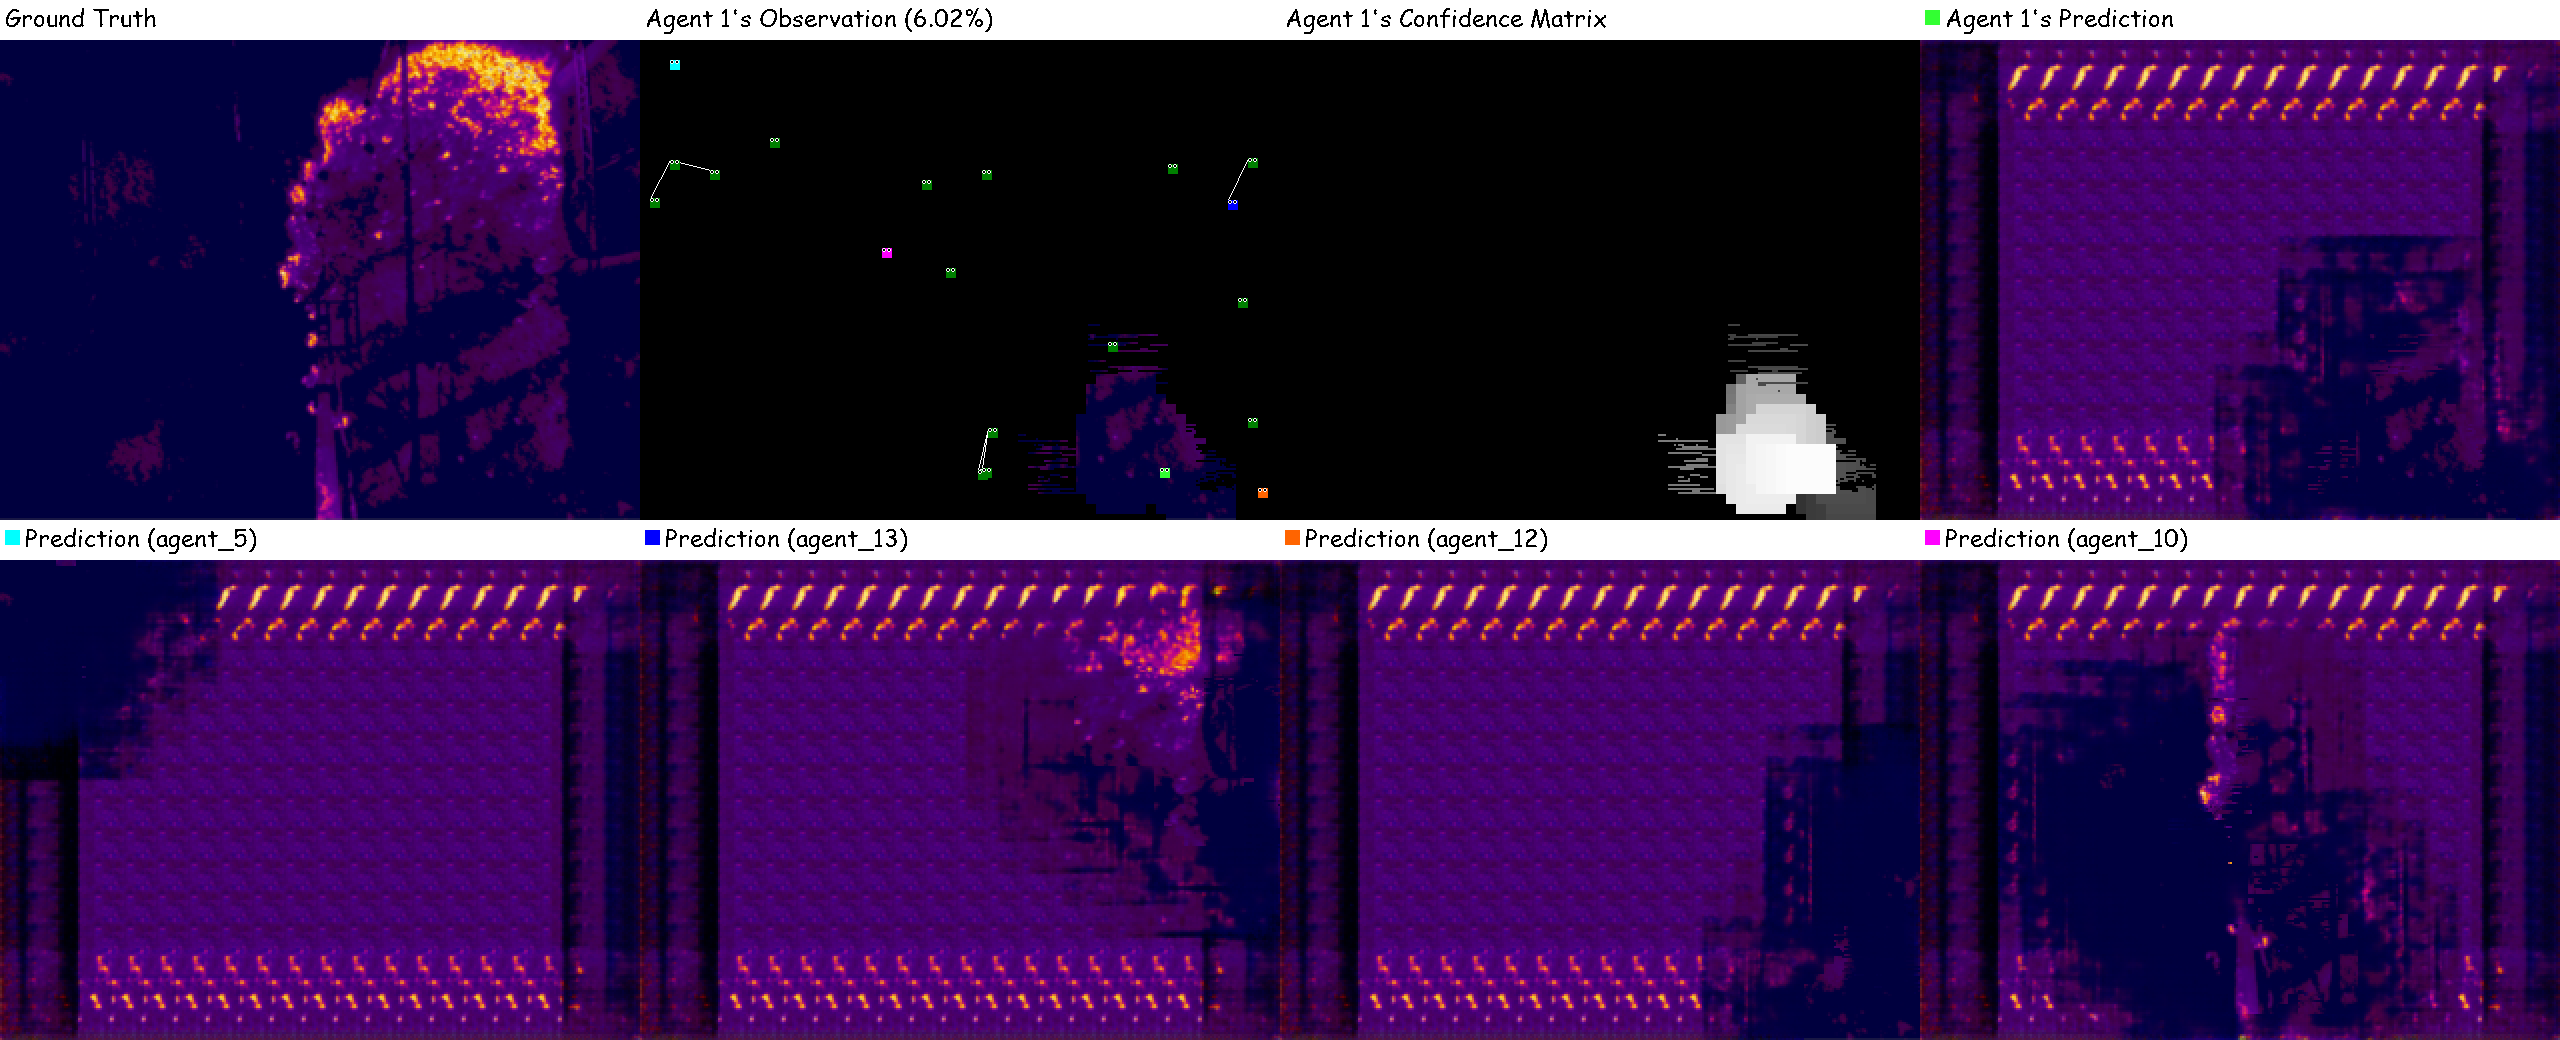 Ground Truth
Agent 1's Observation (6.02%)
Agent 1's Confidence Matrix
Agent 1's Prediction
Prediction (agent_5)
Prediction (agent_13)
Prediction (agent_12)
Prediction (agent_10)